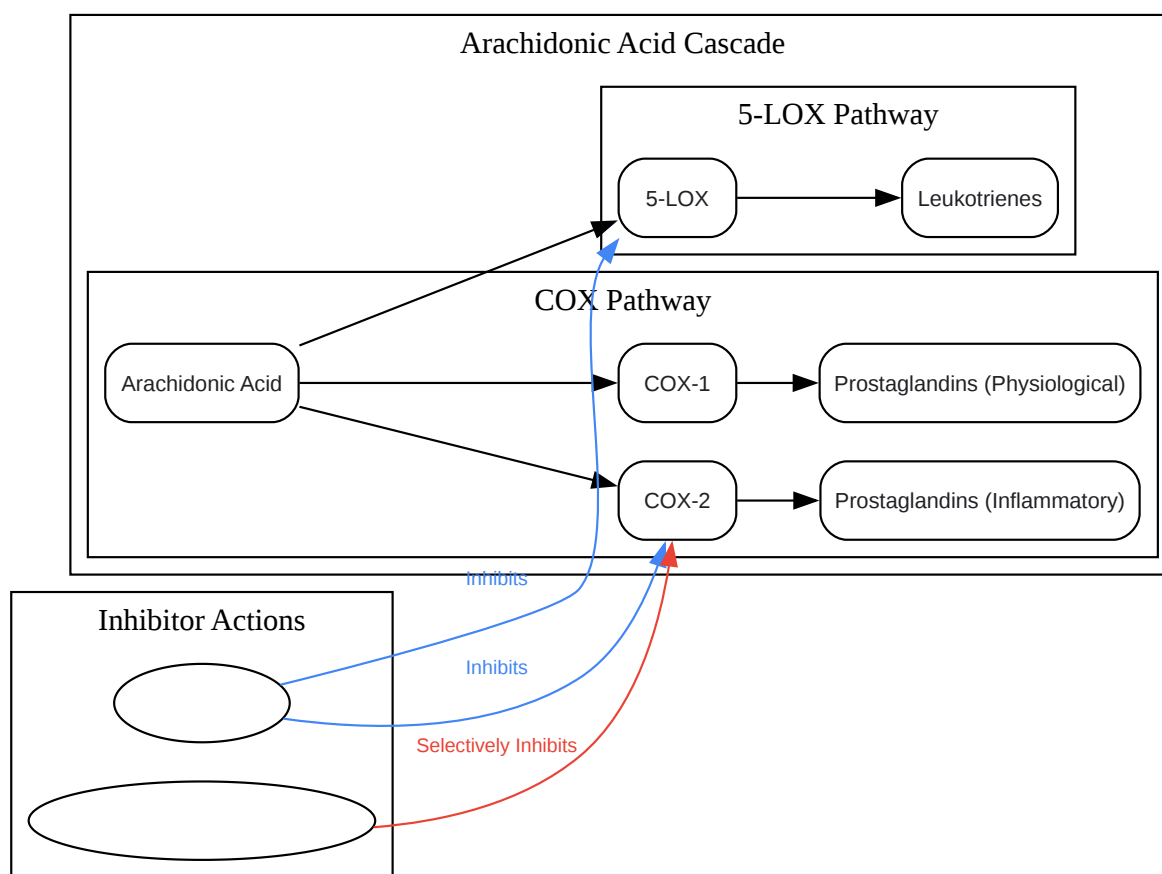 Arachidonic Acid Cascade
5-LOX Pathway
5-LOX
Leukotrienes
COX Pathway
Arachidonic Acid
COX-1
Prostaglandins (Physiological)
COX-2
Prostaglandins (Inflammatory)
Inhibits
Inhibitor Actions
Inhibits
Selectively Inhibits